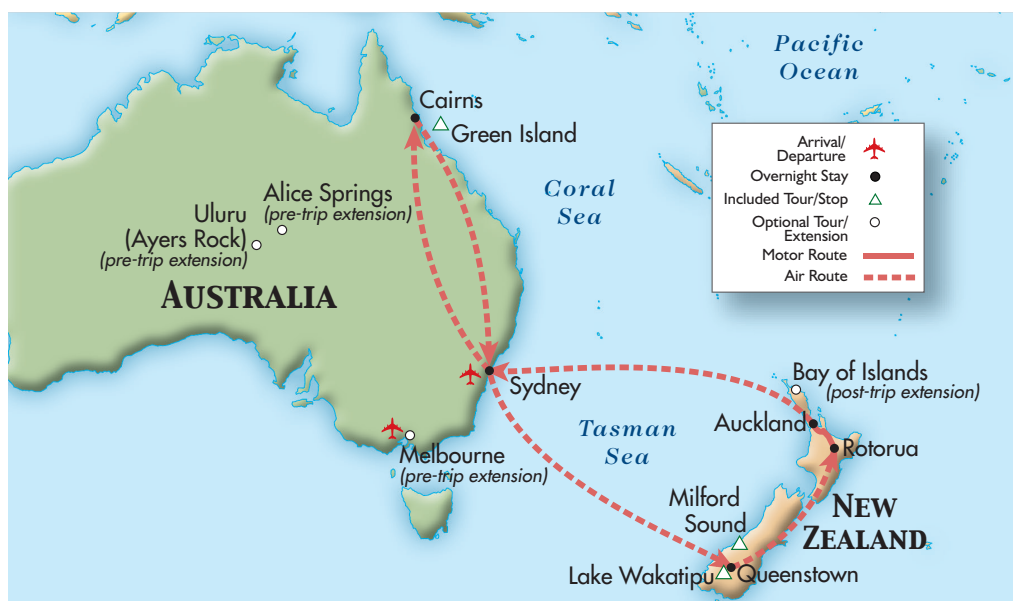 Pacific
Ocean
Cairns
Green Island
Coral
Sea
Alice Springs
(pre-trip extension)
Uluru
(Ayers Rock)
(pre-trip extension)
AUSTRALIA
Arrival/
Departure
Overnight Stay
Included Tour/Stop
Optional Tour/
Extension
Motor Route
Air Route
Sydney
Bay of Islands
(post-trip extension)
Auckland
Rotorua
Tasman
Sea
Melbourne
(pre-trip extension)
Milford
Sound
NEW
ZEALAND
Lake Wakatipu
Queenstown